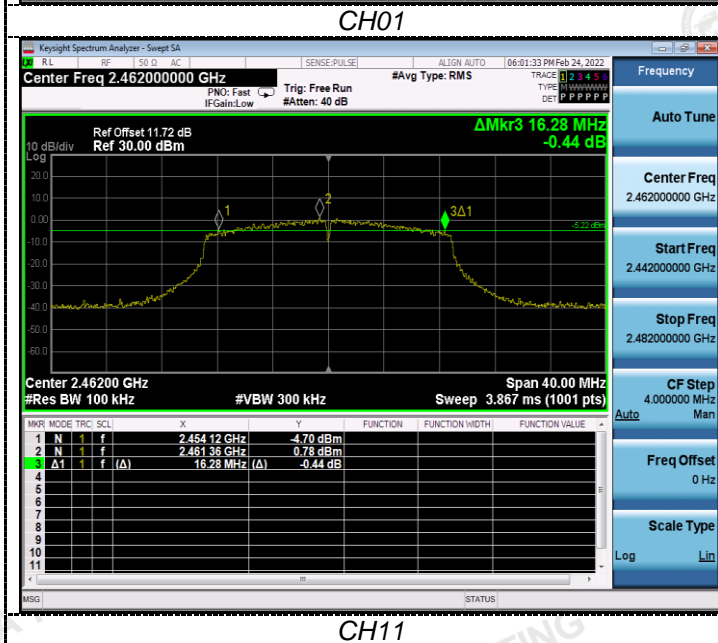 CH01
Keysight Spectrum Analyzer - Swept SA
RL RF 50 Ω AC SENSE:PULSE ALIGN AUTO 06:01:33 PM Feb 24, 2022
Center Freq 2.462000000 GHz #Avg Type: RMS TRACE 1 2 3 4 5 6
PNO: Fast Trig: Free Run TYPE M WWWWW
IFGain:Low #Atten: 40 dB DET P P P P P P
Frequency
Auto Tune
Ref Offset 11.72 dB ΔMkr3 16.28 MHz
10 dB/div Ref 30.00 dBm -0.44 dB
Log
20.0
10.0
0.00
-10.0
-20.0
-30.0
-40.0
-50.0
-60.0
1
2
3Δ1
-5.22 dBm
Center 2.46200 GHz Span 40.00 MHz
#Res BW 100 kHz #VBW 300 kHz Sweep 3.867 ms (1001 pts)
MKR MODE TRC SCL X Y FUNCTION FUNCTION WIDTH FUNCTION VALUE
1 N 1 f 2.454 12 GHz -4.70 dBm
2 N 1 f 2.461 36 GHz 0.78 dBm
3 Δ1 1 f (Δ) 16.28 MHz (Δ) -0.44 dB
4
5
6
7
8
9
10
11
Center Freq
2.462000000 GHz
Start Freq
2.442000000 GHz
Stop Freq
2.482000000 GHz
CF Step
4.000000 MHz
Auto Man
Freq Offset
0 Hz
Scale Type
Log Lin
MSG STATUS
CH11